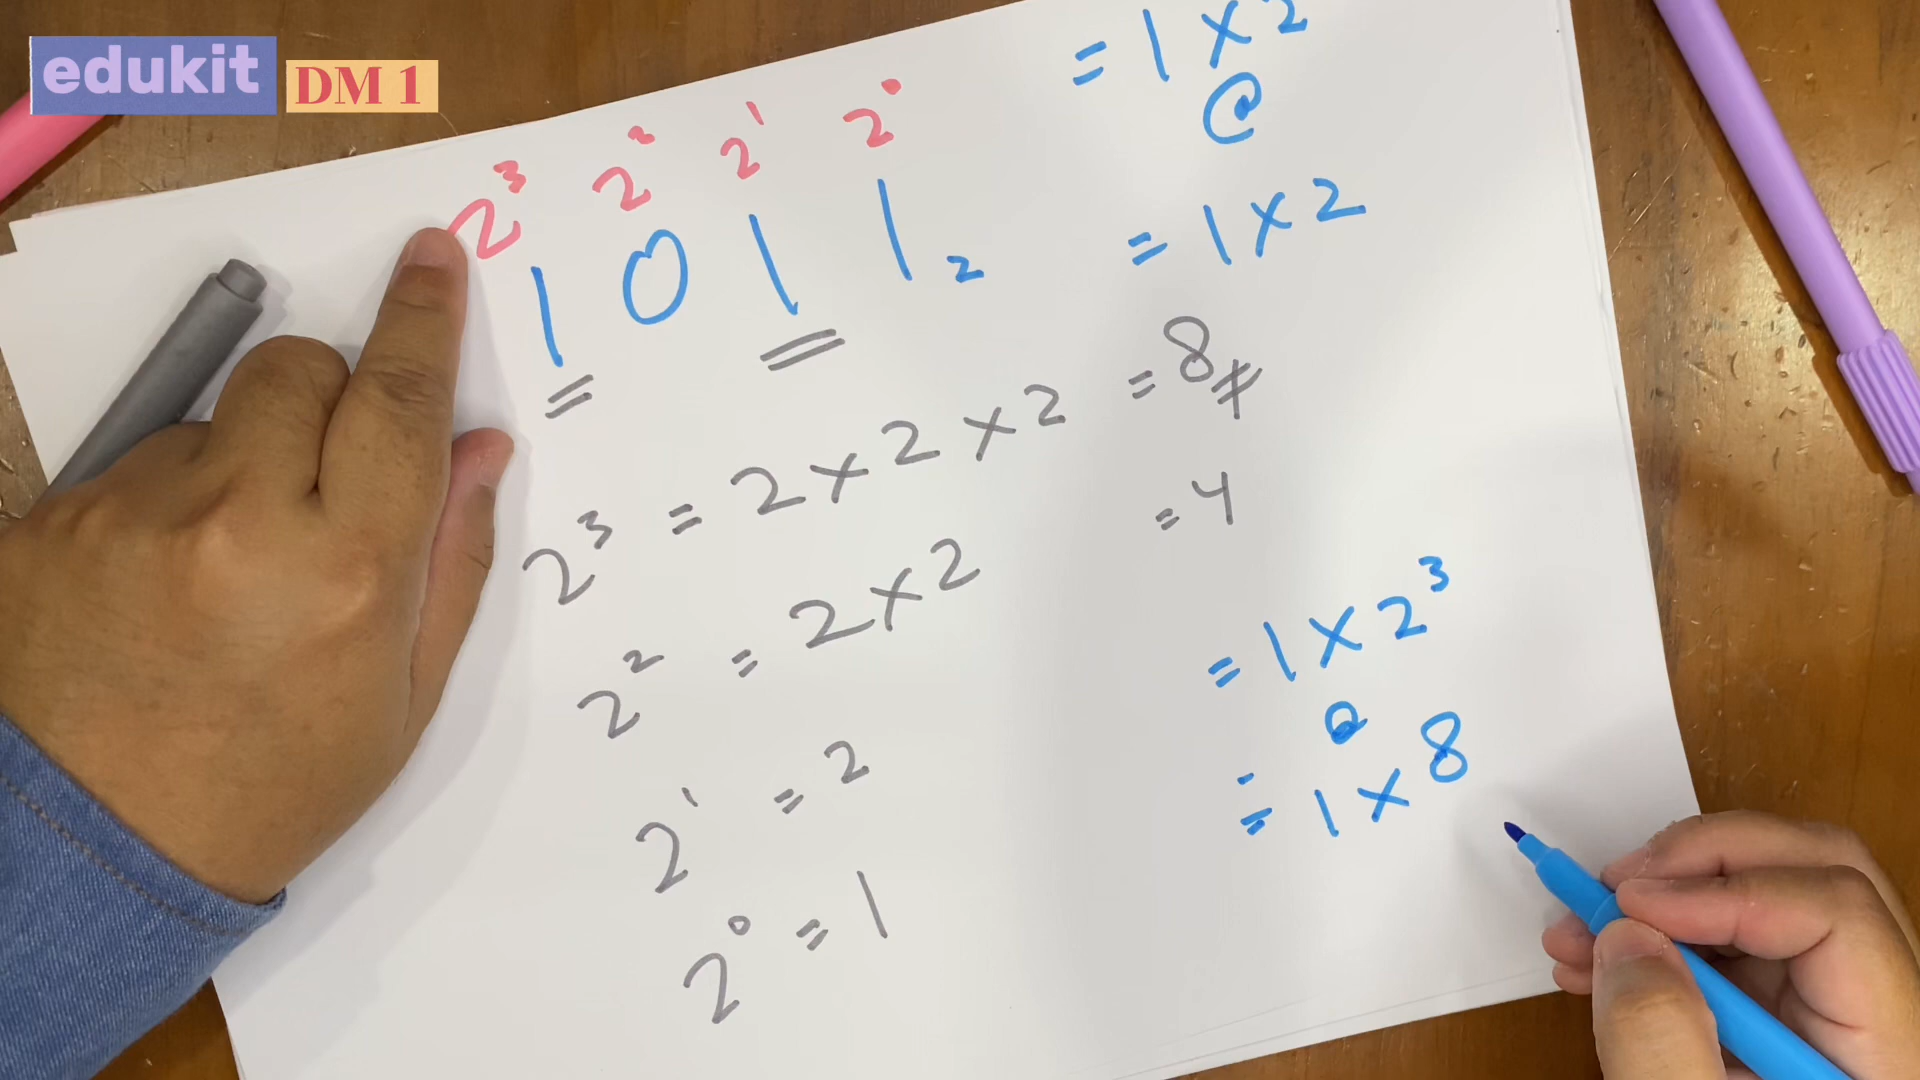 edukit
DM 1
= 1 x 2
@
2³ 2² 2¹ 2⁰
1 0 1 1₂
= 1 x 2
2³ = 2 x 2 x 2 = 8
2² = 2 x 2 = 4
2¹ = 2
2⁰ = 1
= 1 x 2³
= 1 x 8